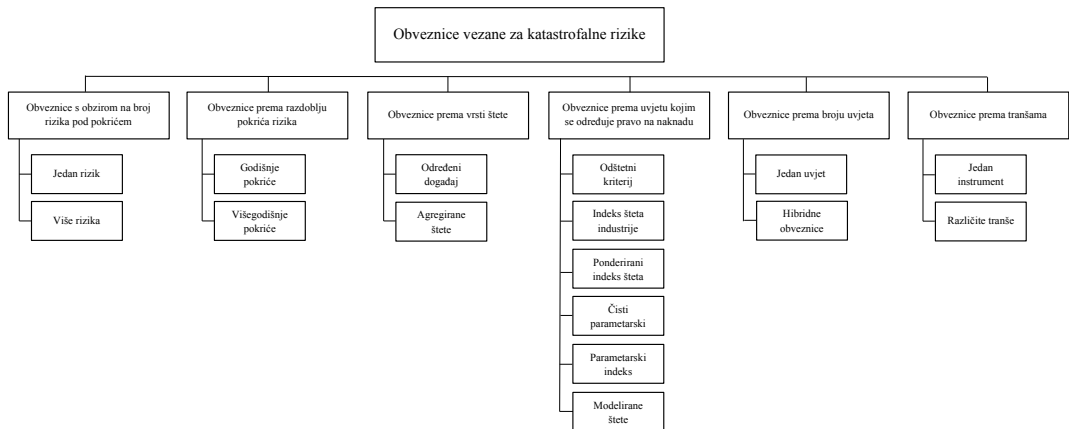 Obveznice vezane za katastrofalne rizike
Obveznice s obzirom na broj
rizika pod pokrićem
Jedan rizik
Više rizika
Obveznice prema razdoblju
pokrića rizika
Godišnje
pokriće
Višegodišnje
pokriće
Obveznice prema vrsti štete
Određeni
događaj
Agregirane
štete
Obveznice prema uvjetu kojim
se određuje pravo na naknadu
Odštetni
kriterij
Indeks šteta
industrije
Ponderirani
indeks šteta
Čisti
parametarski
Parametarski
indeks
Modelirane
štete
Obveznice prema broju uvjeta
Jedan uvjet
Hibridne
obveznice
Obveznice prema tranšama
Jedan
instrument
Različite tranše